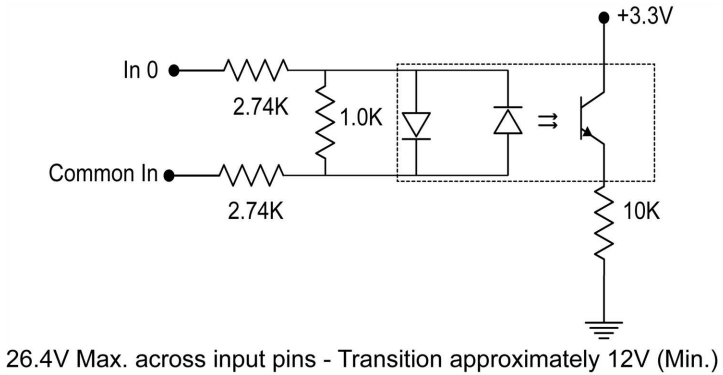 +3.3V
In 0
2.74K
1.0K
Common In
2.74K
10K
26.4V Max. across input pins - Transition approximately 12V (Min.)